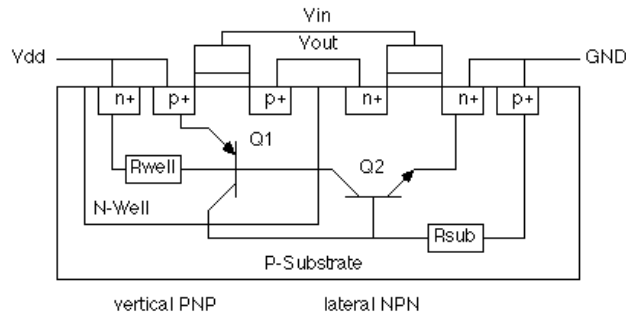 Vin
Vdd
Vout
GND
n+ p+ p+ n+ n+ p+
Q1
Rwell
Q2
N-Well
Rsub
P-Substrate
vertical PNP lateral NPN